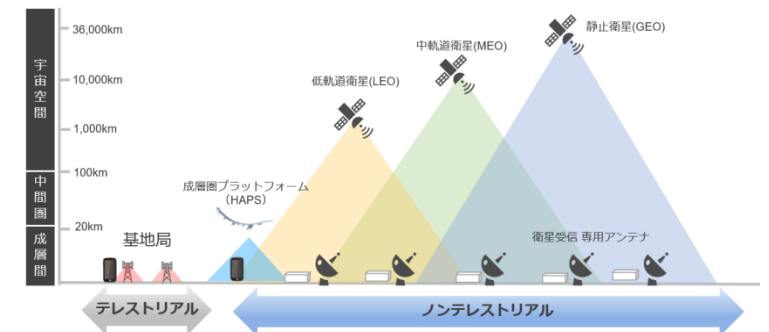 36,000km
静止衛星(GEO)
中軌道衛星(MEO)
宇宙空間
10,000km
低軌道衛星(LEO)
1,000km
100km
中間圏
成層圏プラットフォーム
（HAPS）
20km
成層間
基地局
衛星受信 専用アンテナ
テレストリアル
ノンテレストリアル